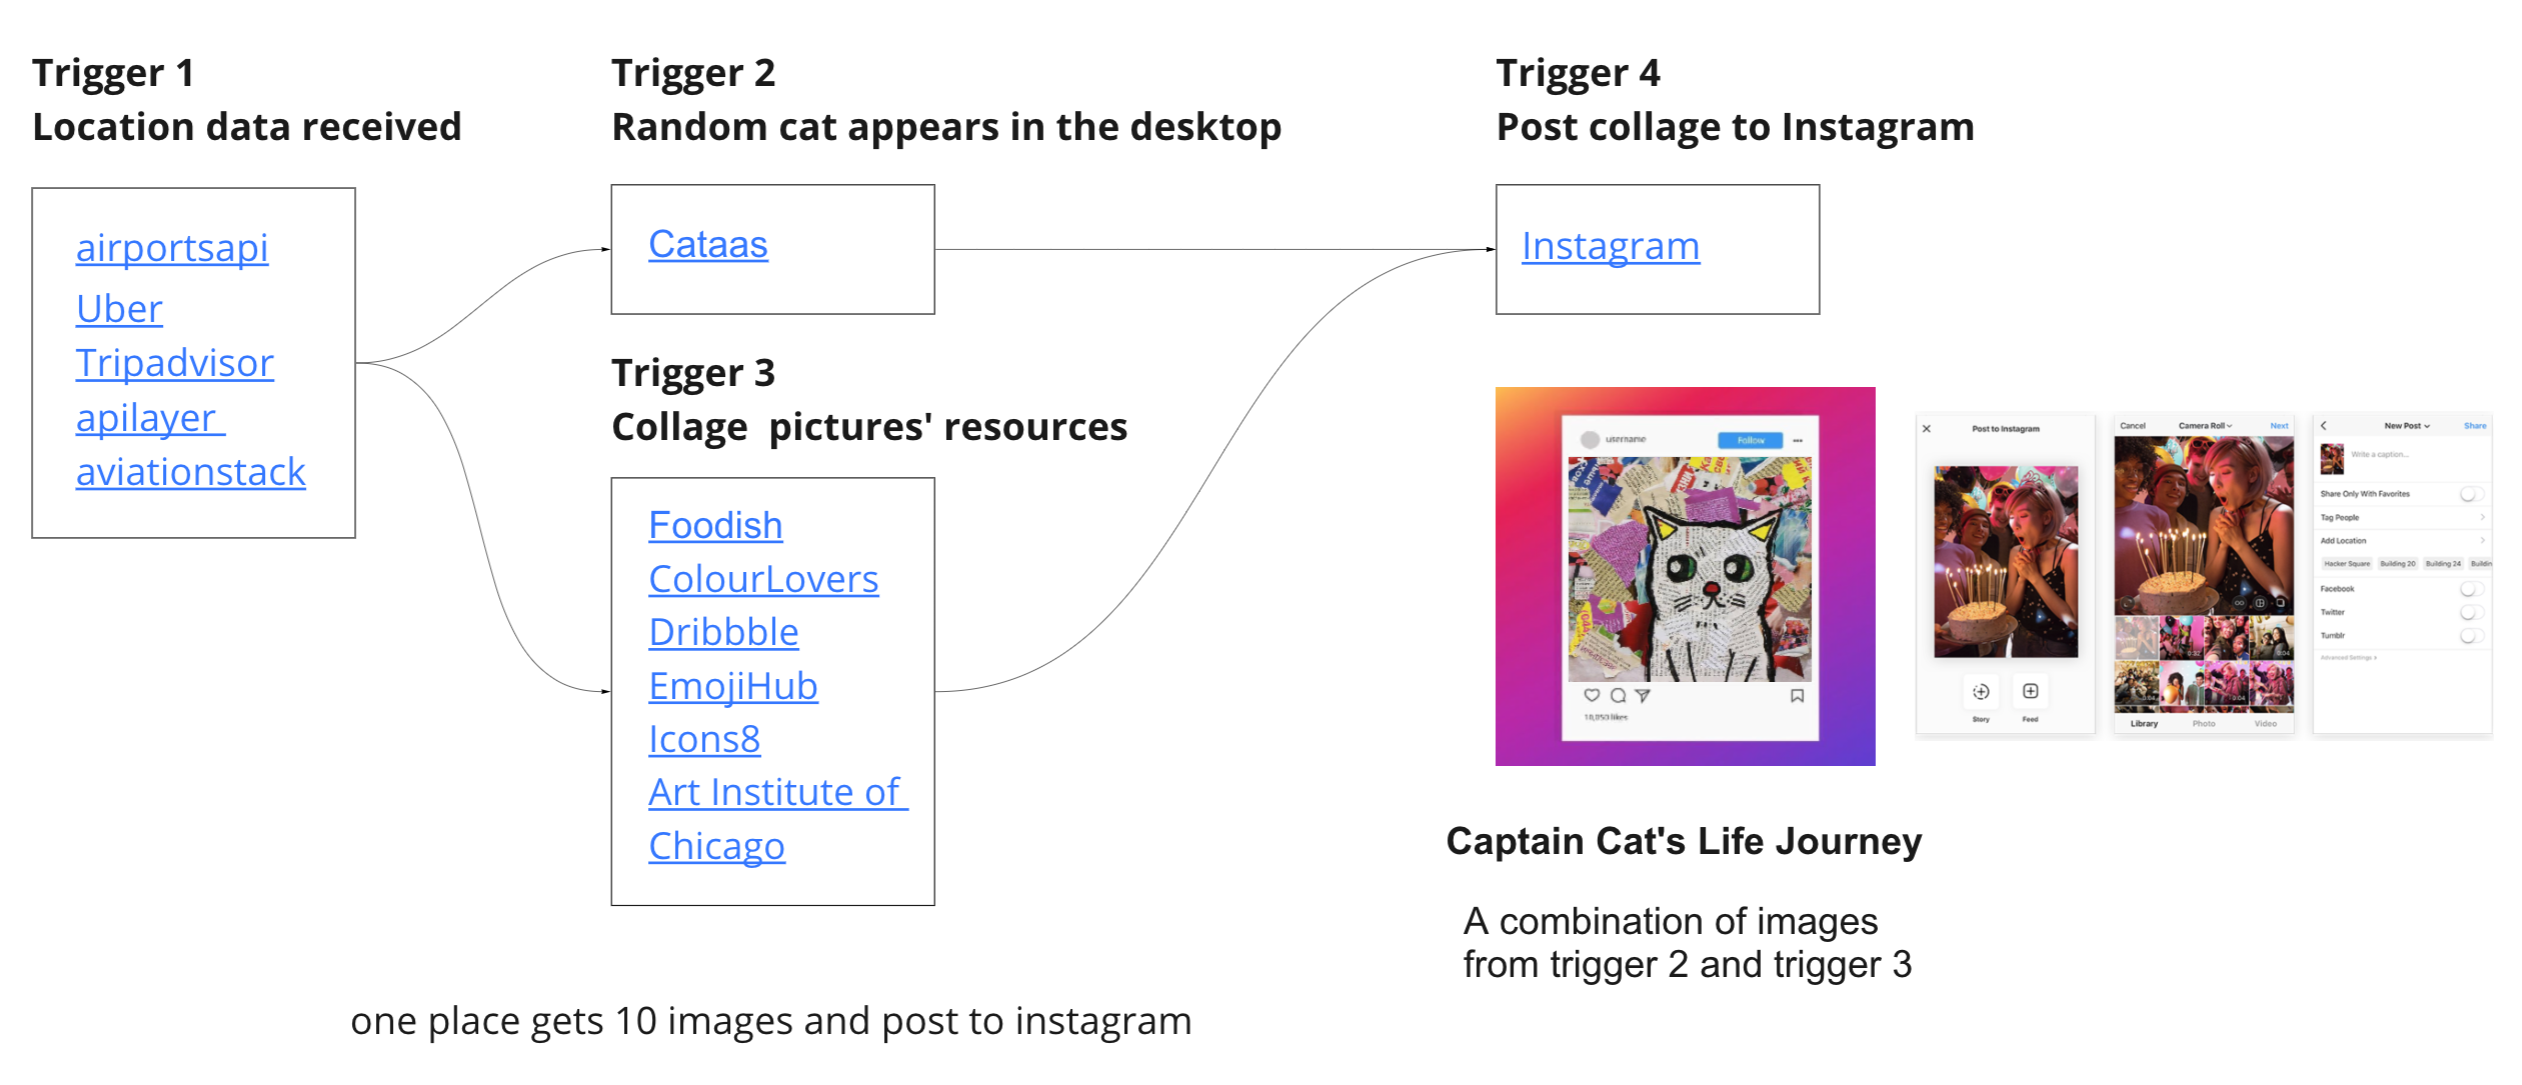 Trigger 1
Location data received
airportsapi
Uber
Tripadvisor
apilayer
aviationstack
Trigger 2
Random cat appears in the desktop
Cataas
Trigger 3
Collage  pictures' resources
Foodish
ColourLovers
Dribbble
EmojiHub
Icons8
Art Institute of
Chicago
one place gets 10 images and post to instagram
Trigger 4
Post collage to Instagram
Instagram
username
Follow
Post to Instagram
Story
Feed
Cancel
Camera Roll
Next
Library
Photo
Video
New Post
Share
Write a caption...
Share Only With Favorites
Tag People
Add Location
Hacker Square
Building 20
Building 24
Buildin
Facebook
Twitter
Tumblr
Advanced Settings
Captain Cat's Life Journey
A combination of images
from trigger 2 and trigger 3